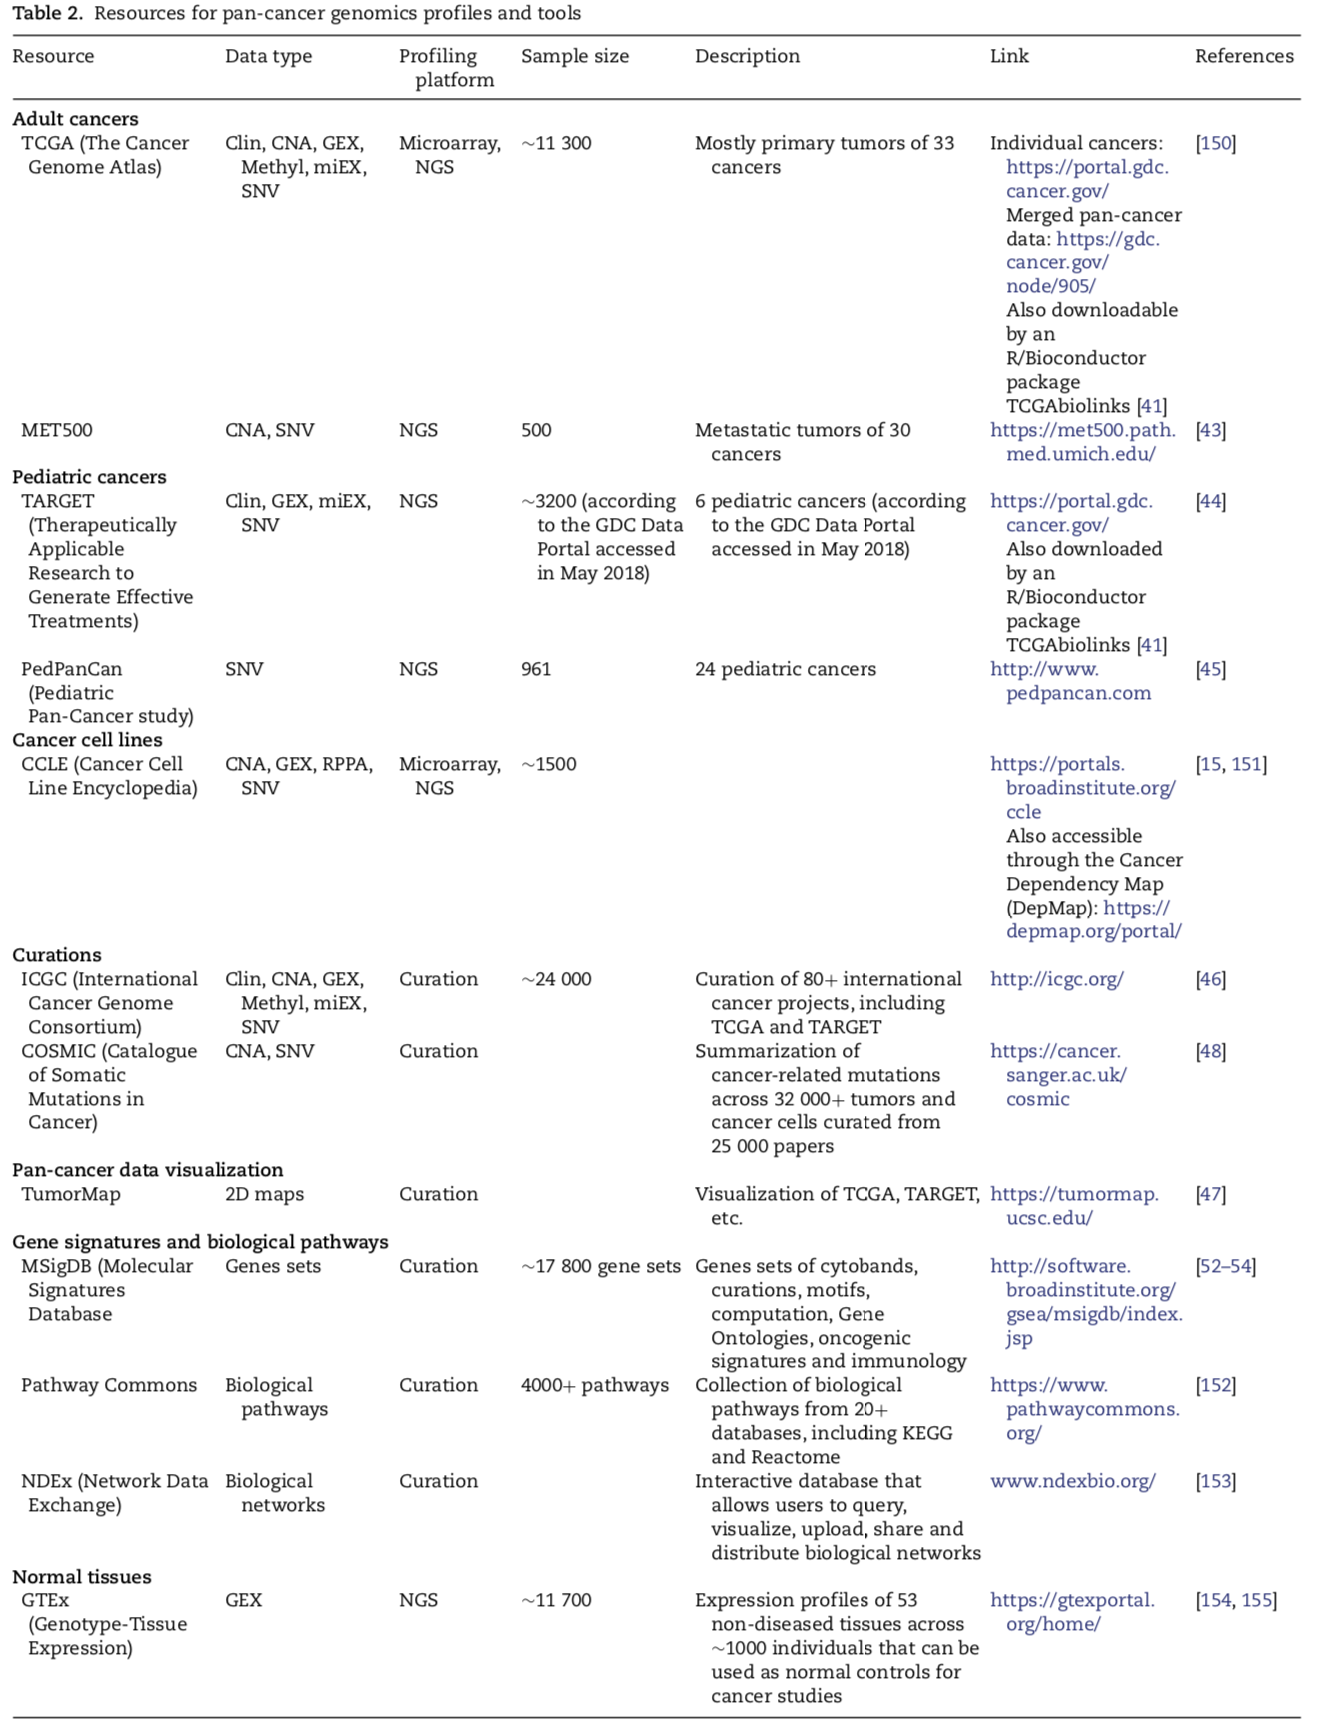 Table 2. Resources for pan-cancer genomics profiles and tools
Resource Data type Profiling platform Sample size Description Link References
Adult cancers
TCGA (The Cancer Genome Atlas) Clin, CNA, GEX, Methyl, miEX, SNV Microarray, NGS ~11 300 Mostly primary tumors of 33 cancers Individual cancers: https://portal.gdc.cancer.gov/ Merged pan-cancer data: https://gdc.cancer.gov/node/905/ Also downloadable by an R/Bioconductor package TCGAbiolinks [41] [150]
MET500 CNA, SNV NGS 500 Metastatic tumors of 30 cancers https://met500.path.med.umich.edu/ [43]
Pediatric cancers
TARGET (Therapeutically Applicable Research to Generate Effective Treatments) Clin, GEX, miEX, SNV NGS ~3200 (according to the GDC Data Portal accessed in May 2018) 6 pediatric cancers (according to the GDC Data Portal accessed in May 2018) https://portal.gdc.cancer.gov/ Also downloaded by an R/Bioconductor package TCGAbiolinks [41] [44]
PedPanCan (Pediatric Pan-Cancer study) SNV NGS 961 24 pediatric cancers http://www.pedpancan.com [45]
Cancer cell lines
CCLE (Cancer Cell Line Encyclopedia) CNA, GEX, RPPA, SNV Microarray, NGS ~1500 https://portals.broadinstitute.org/ccle Also accessible through the Cancer Dependency Map (DepMap): https://depmap.org/portal/ [15, 151]
Curations
ICGC (International Cancer Genome Consortium) Clin, CNA, GEX, Methyl, miEX, SNV Curation ~24 000 Curation of 80+ international cancer projects, including TCGA and TARGET http://icgc.org/ [46]
COSMIC (Catalogue of Somatic Mutations in Cancer) CNA, SNV Curation Summarization of cancer-related mutations across 32 000+ tumors and cancer cells curated from 25 000 papers https://cancer.sanger.ac.uk/cosmic [48]
Pan-cancer data visualization
TumorMap 2D maps Curation Visualization of TCGA, TARGET, etc. https://tumormap.ucsc.edu/ [47]
Gene signatures and biological pathways
MSigDB (Molecular Signatures Database) Genes sets Curation ~17 800 gene sets Genes sets of cytobands, curations, motifs, computation, Gene Ontologies, oncogenic signatures and immunology http://software.broadinstitute.org/gsea/msigdb/index.jsp [52–54]
Pathway Commons Biological pathways Curation 4000+ pathways Collection of biological pathways from 20+ databases, including KEGG and Reactome https://www.pathwaycommons.org/ [152]
NDEx (Network Data Exchange) Biological networks Curation Interactive database that allows users to query, visualize, upload, share and distribute biological networks www.ndexbio.org/ [153]
Normal tissues
GTEx (Genotype-Tissue Expression) GEX NGS ~11 700 Expression profiles of 53 non-diseased tissues across ~1000 individuals that can be used as normal controls for cancer studies https://gtexportal.org/home/ [154, 155]